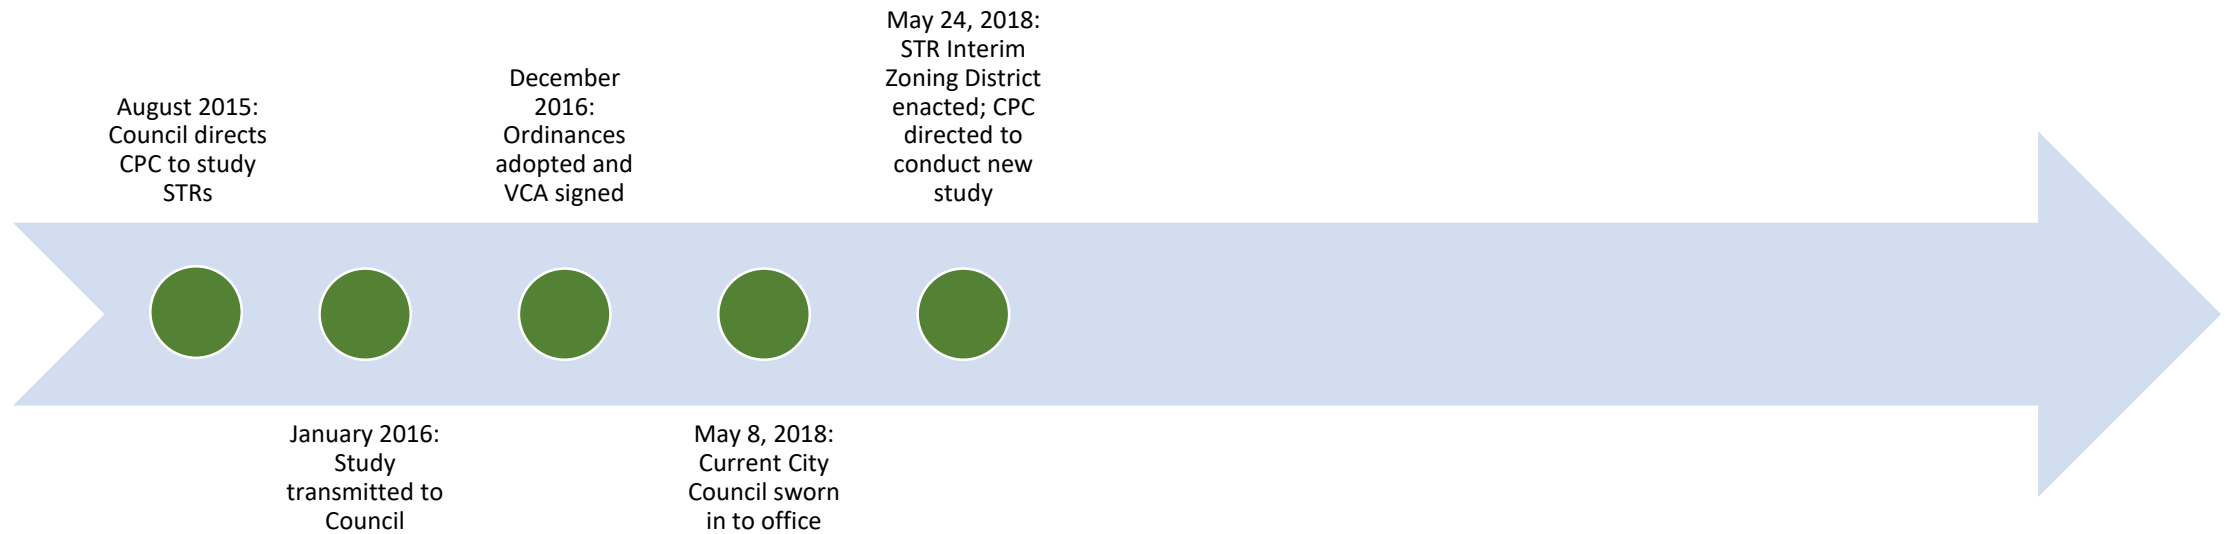 August 2015:
Council directs
CPC to study
STRs
January 2016:
Study
transmitted to
Council
December
2016:
Ordinances
adopted and
VCA signed
May 8, 2018:
Current City
Council sworn
in to office
May 24, 2018:
STR Interim
Zoning District
enacted; CPC
directed to
conduct new
study